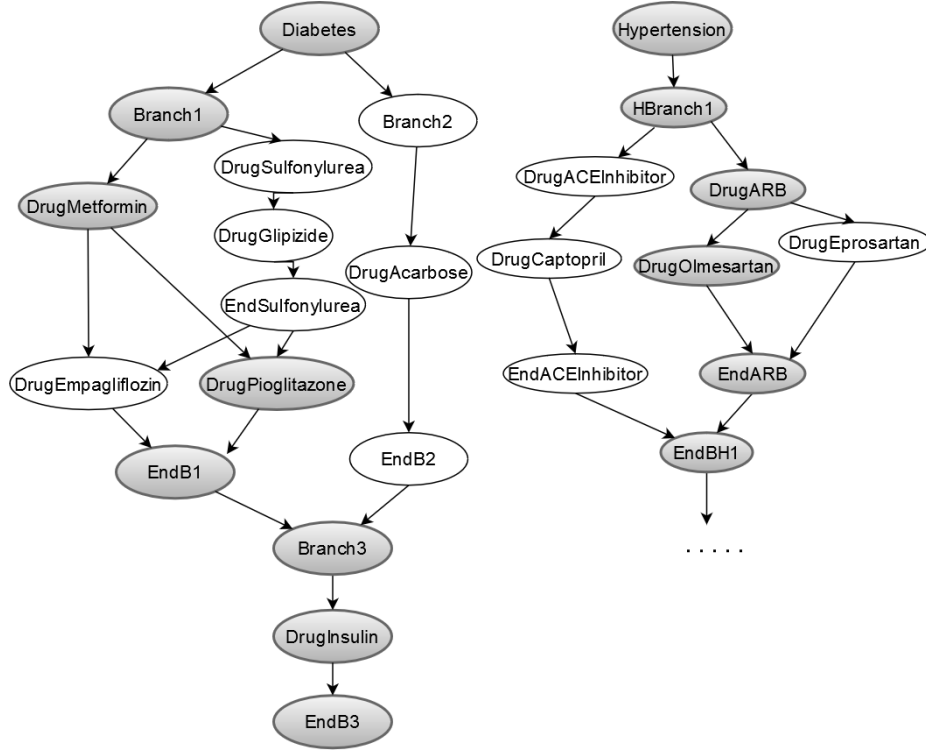 Diabetes
Hypertension
Branch1
Branch2
HBranch1
DrugSulfonylurea
DrugACEInhibitor
DrugMetformin
DrugARB
DrugGlipizide
DrugEprosartan
DrugAcarbose
DrugCaptopril
DrugOlmesartan
EndSulfonylurea
DrugEmpagliflozin
DrugPioglitazone
EndACEInhibitor
EndARB
EndB1
EndB2
EndBH1
Branch3
. . . . .
DrugInsulin
EndB3